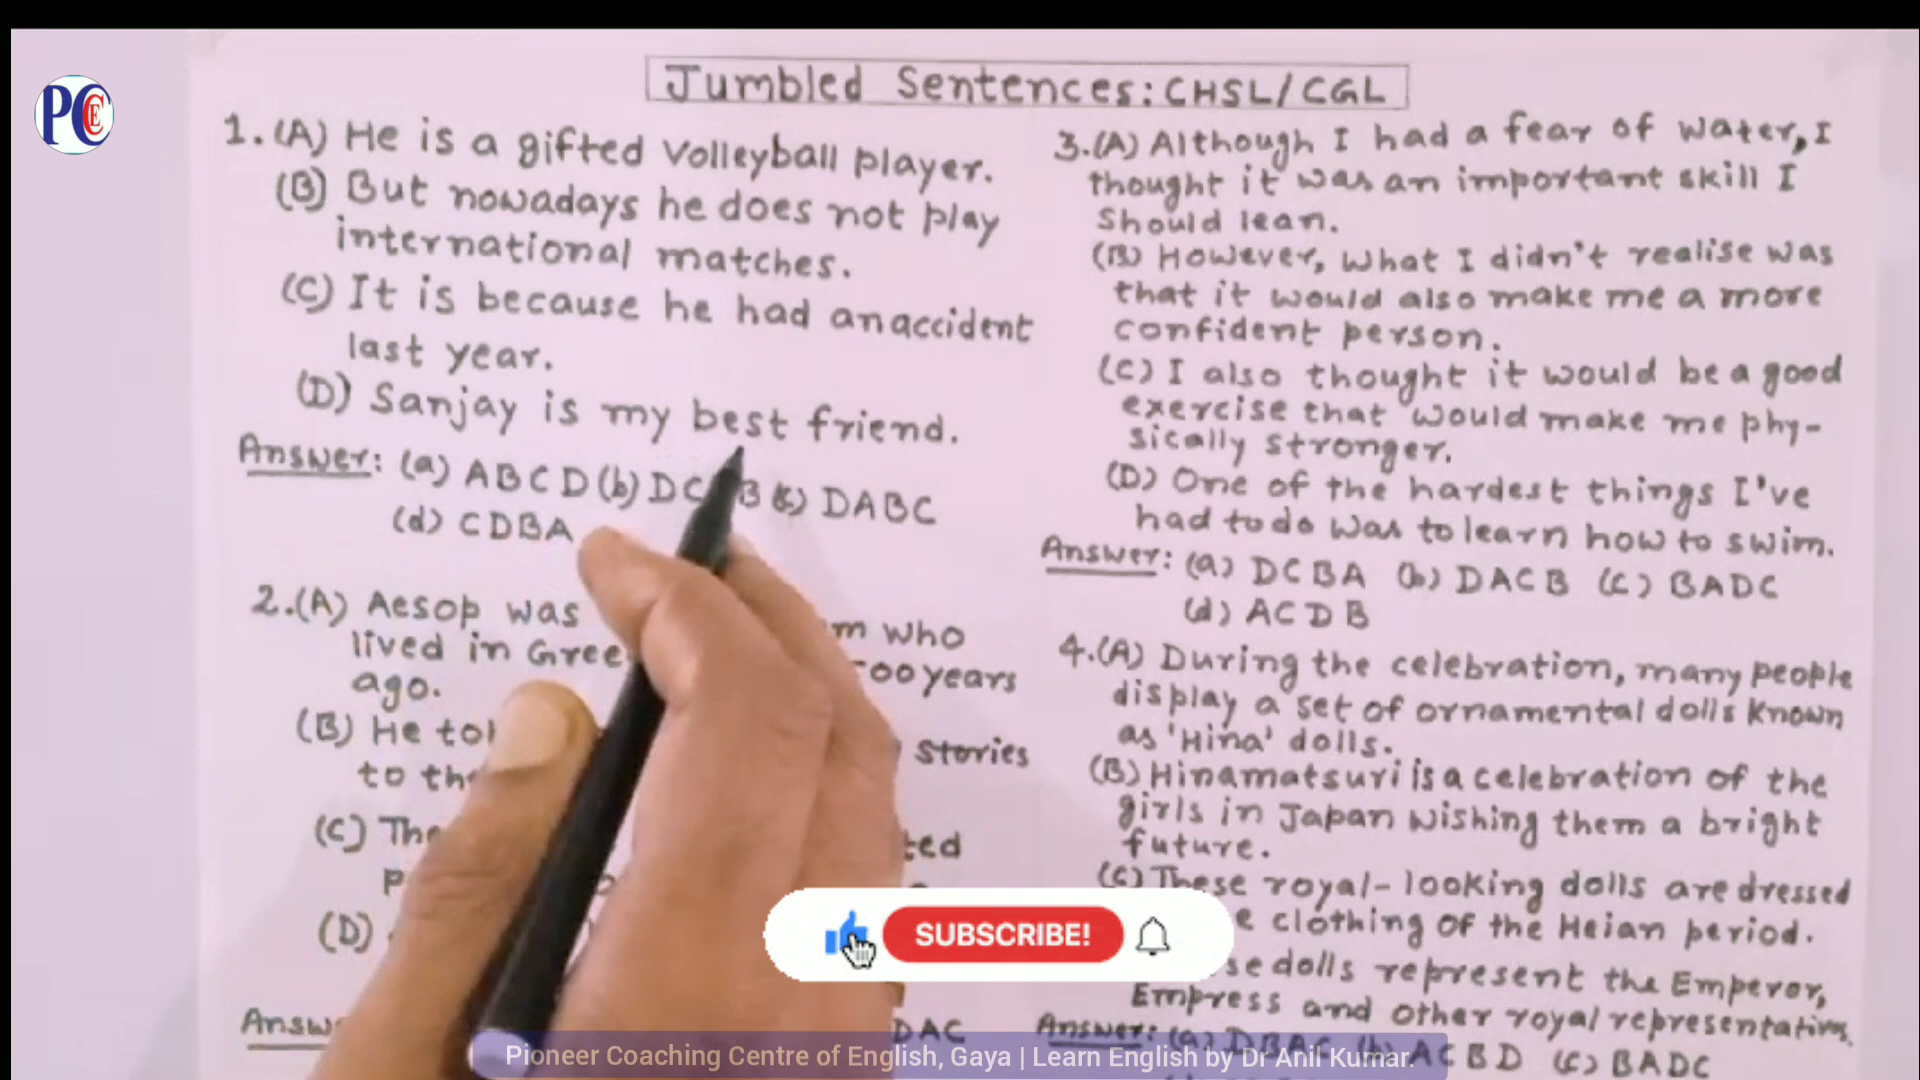 PCCE
Jumbled Sentences: CHSL/CGL
1. (A) He is a gifted volleyball player.
(B) But nowadays he does not play
international matches.
(C) It is because he had an accident
last year.
(D) Sanjay is my best friend.
Answer: (a) ABCD (b) DC B (c) DABC
(d) CDBA
2. (A) Aesop was who
lived in years
ago.
(B) He stories
to
(C)
(D)
DAC
3. (A) Although I had a fear of water, I
thought it was an important skill I
should lean.
(B) However, what I didn't realise was
that it would also make me a more
confident person.
(C) I also thought it would be a good
exercise that would make me phy-
sically stronger.
(D) One of the hardest things I've
had to do was to learn how to swim.
Answer: (a) DCBA (b) DACB (c) BADC
(d) ACDB
4. (A) During the celebration, many people
display a set of ornamental dolls known
as 'Hina' dolls.
(B) Hinamatsuri is a celebration of the
girls in Japan wishing them a bright
future.
(C) These royal-looking dolls are dressed
clothing of the Heian period.
dolls represent the Emperor,
Empress and other royal representatives.
Answer: (a) DBAC (b) ACBD (c) BADC
SUBSCRIBE!
Pioneer Coaching Centre of English, Gaya | Learn English by Dr Anil Kumar.